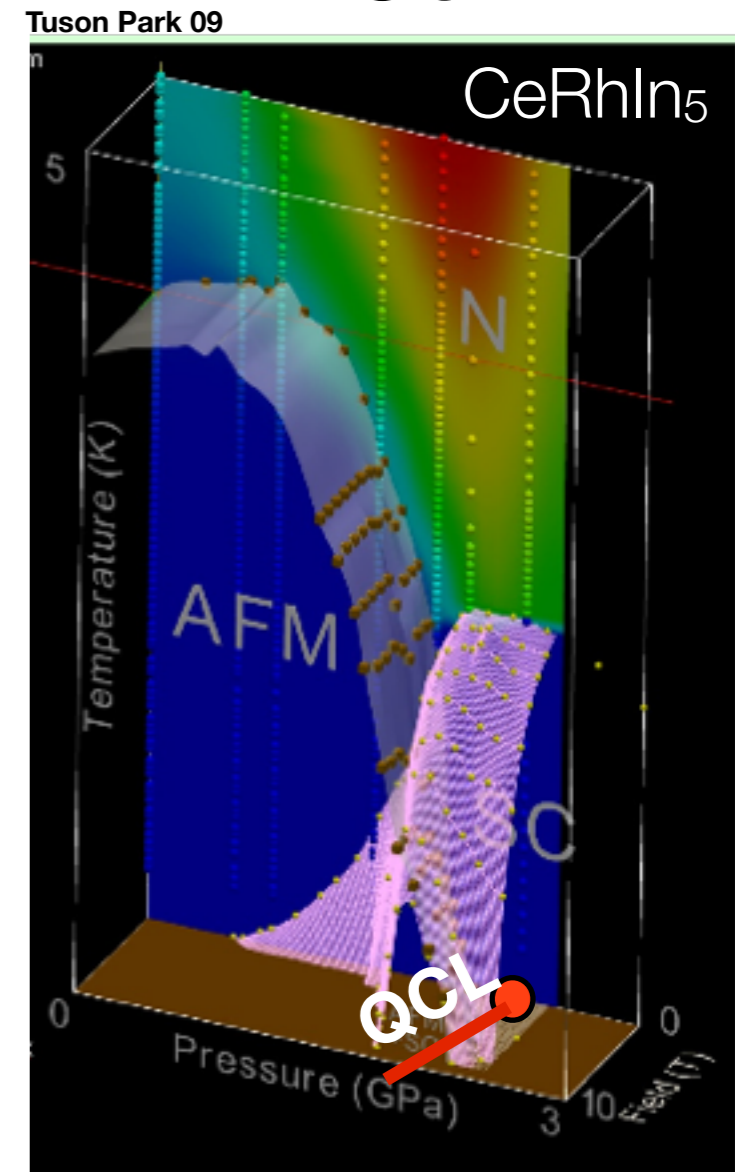 Tuson Park 09
m
CeRhIn₅
5
N
Temperature (K)
AFM
SC
QCL
0
0
Pressure (GPa)
3
10
Field (T)